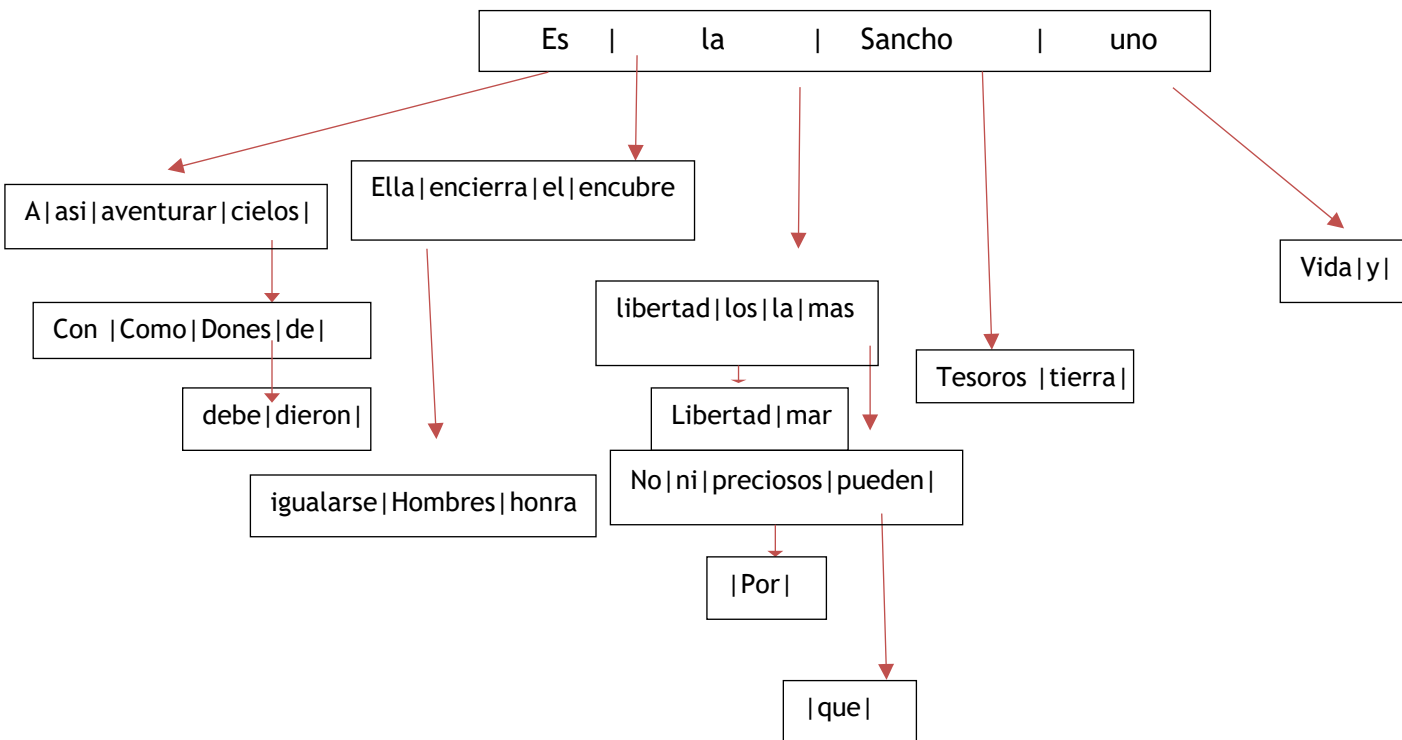 Es | la | Sancho | uno
Ella|encierra|el|encubre
A|asi|aventurar|cielos|
Vida|y|
libertad|los|la|mas
Con |Como|Dones|de|
Tesoros |tierra|
debe|dieron|
Libertad|mar
No|ni|preciosos|pueden|
igualarse|Hombres|honra
|Por|
|que|